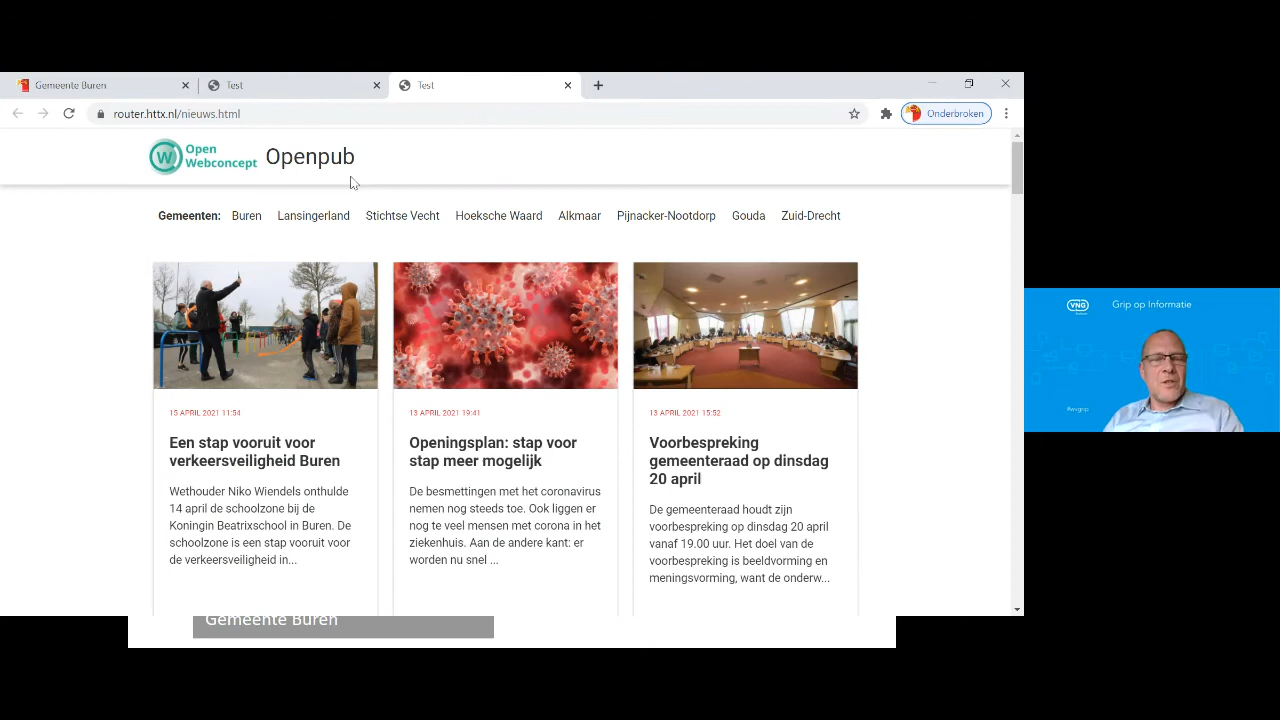 Gemeente Buren
Test
Test
router.httx.nl/nieuws.html
Onderbroken
Open
Webconcept
Openpub
Gemeenten: Buren Lansingerland Stichtse Vecht Hoeksche Waard Alkmaar Pijnacker-Nootdorp Gouda Zuid-Drecht
15 APRIL 2021 11:54
Een stap vooruit voor
verkeersveiligheid Buren
Wethouder Niko Wiendels onthulde
14 april de schoolzone bij de
Koningin Beatrixschool in Buren. De
schoolzone is een stap vooruit voor
de verkeersveiligheid in...
13 APRIL 2021 19:41
Openingsplan: stap voor
stap meer mogelijk
De besmettingen met het coronavirus
nemen nog steeds toe. Ook liggen er
nog te veel mensen met corona in het
ziekenhuis. Aan de andere kant: er
worden nu snel ...
13 APRIL 2021 15:52
Voorbespreking
gemeenteraad op dinsdag
20 april
De gemeenteraad houdt zijn
voorbespreking op dinsdag 20 april
vanaf 19.00 uur. Het doel van de
voorbespreking is beeldvorming en
meningsvorming, want de onderw...
Gemeente Buren
VNG
Grip op Informatie